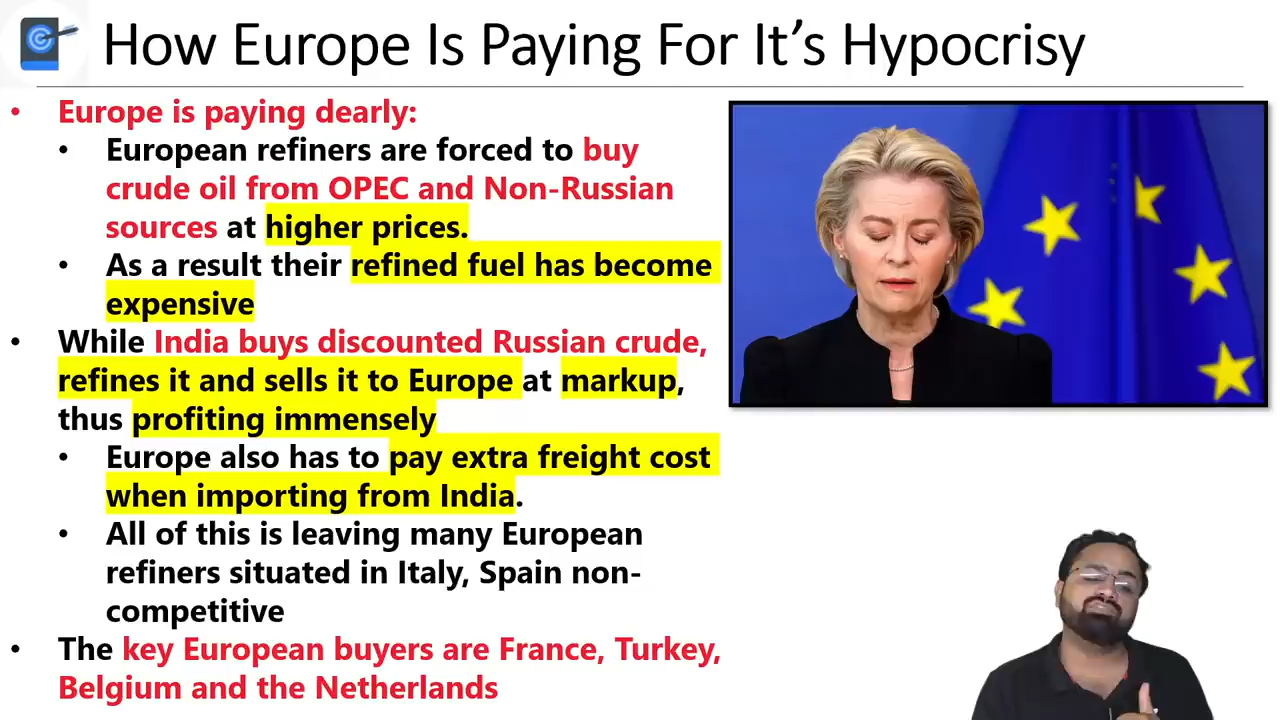 How Europe Is Paying For It’s Hypocrisy
• Europe is paying dearly:
• European refiners are forced to buy
crude oil from OPEC and Non-Russian
sources at higher prices.
• As a result their refined fuel has become
expensive
• While India buys discounted Russian crude,
refines it and sells it to Europe at markup,
thus profiting immensely
• Europe also has to pay extra freight cost
when importing from India.
• All of this is leaving many European
refiners situated in Italy, Spain non-
competitive
• The key European buyers are France, Turkey,
Belgium and the Netherlands